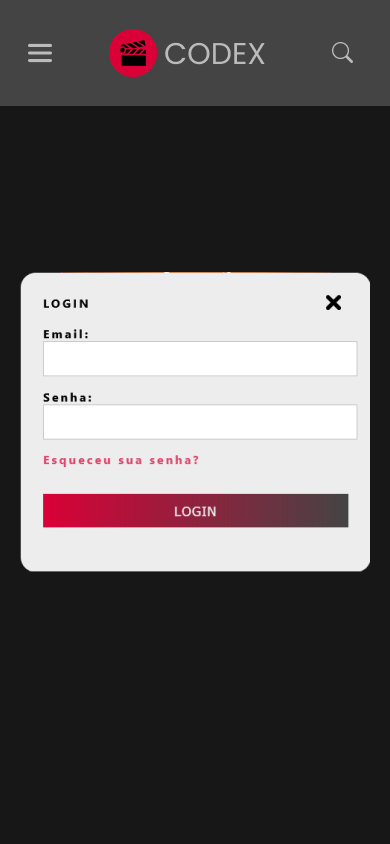 CODEX
LOGIN
Email:
Senha:
Esqueceu sua senha?
LOGIN